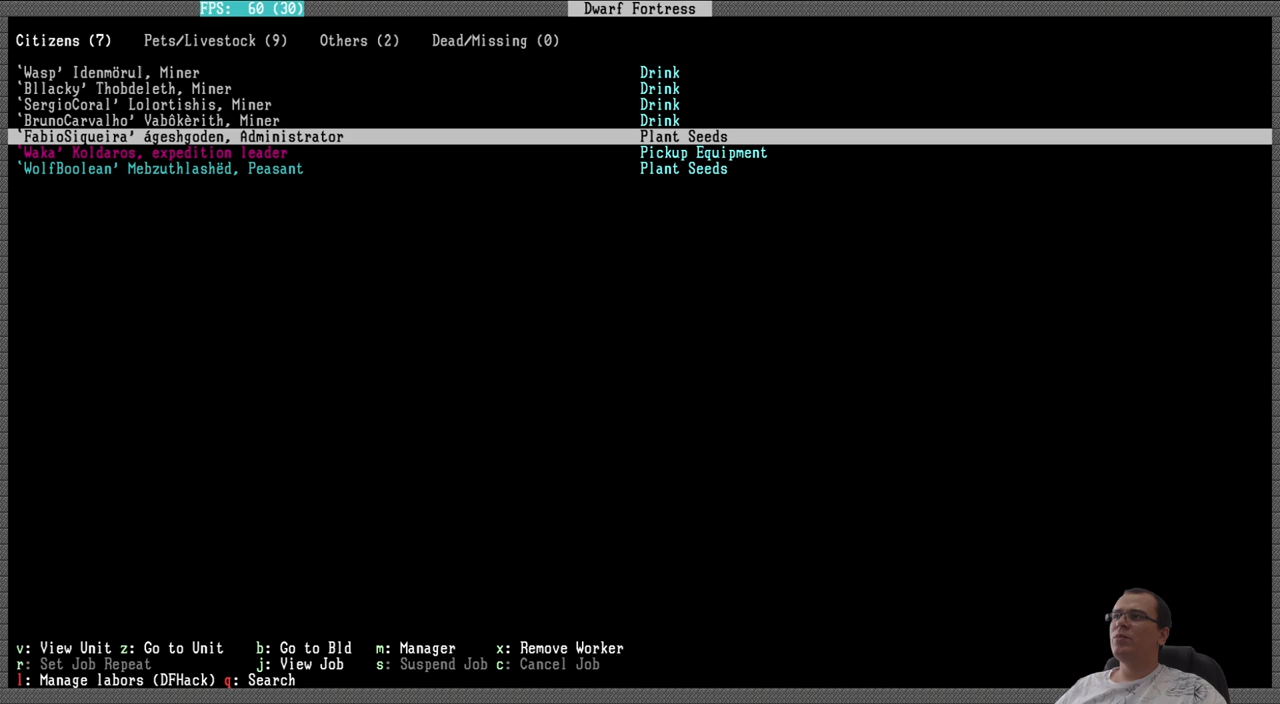 FPS: 60 (30)
Dwarf Fortress
Citizens (7) Pets/Livestock (9) Others (2) Dead/Missing (0)
`Wasp' Idenmörul, Miner Drink
`Bllacky' Thobdeleth, Miner Drink
`SergioCoral' Lolortishis, Miner Drink
`BrunoCarvalho' Vabôkèrith, Miner Drink
`FabioSiqueira' ágeshgoden, Administrator Plant Seeds
`Waka' Koldaros, expedition leader Pickup Equipment
`WolfBoolean' Mebzuthlashëd, Peasant Plant Seeds
v: View Unit z: Go to Unit b: Go to Bld m: Manager x: Remove Worker
r: Set Job Repeat j: View Job s: Suspend Job c: Cancel Job
l: Manage labors (DFHack) q: Search